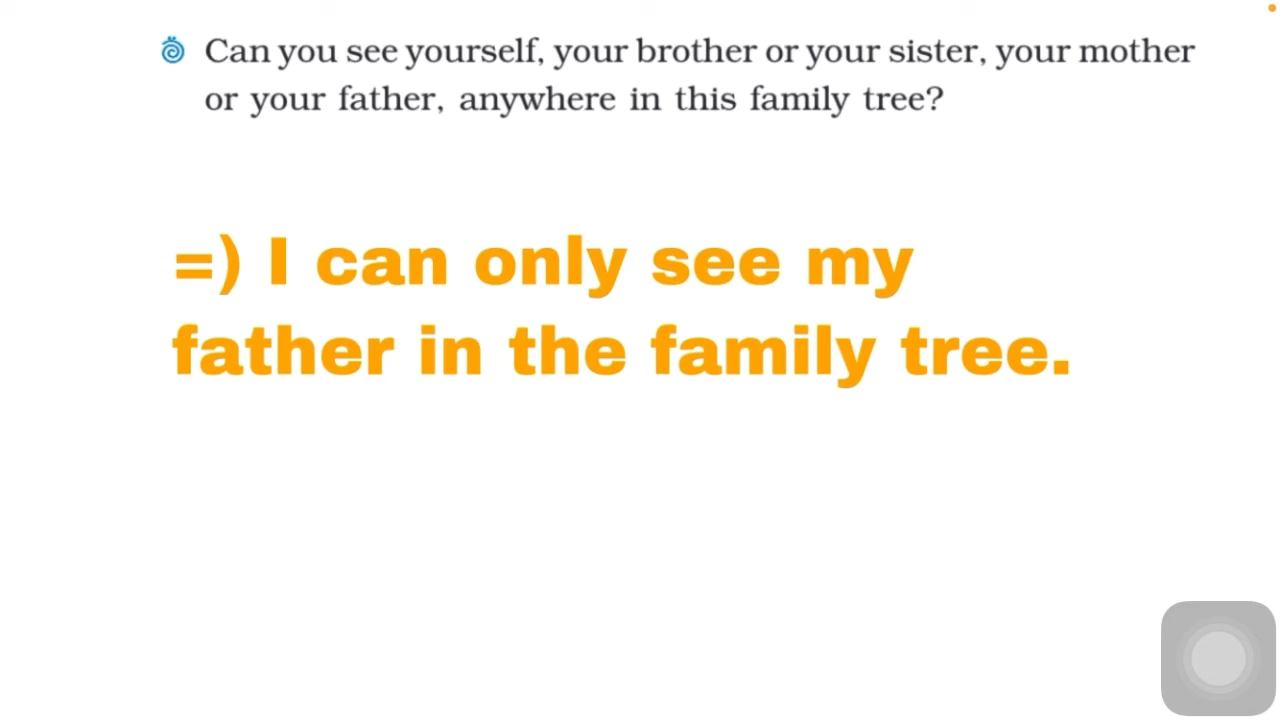 Can you see yourself, your brother or your sister, your mother
or your father, anywhere in this family tree?
=) I can only see my
father in the family tree.